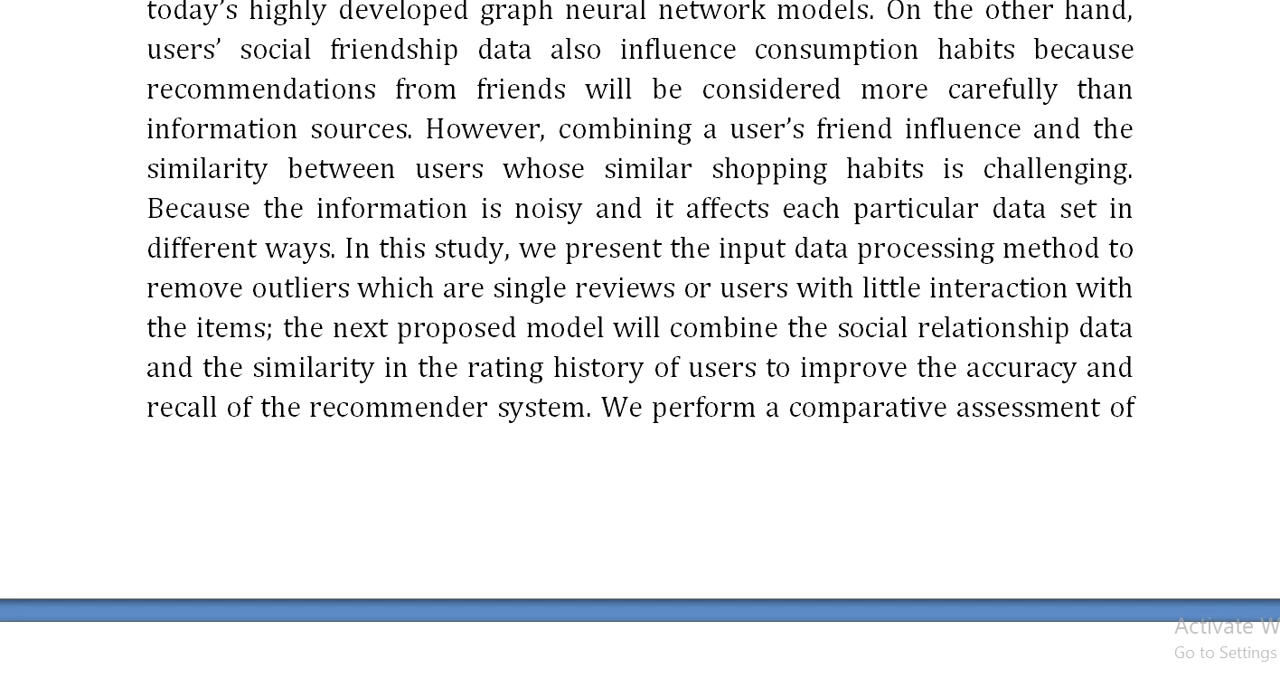 today’s highly developed graph neural network models. On the other hand,
users’ social friendship data also influence consumption habits because
recommendations from friends will be considered more carefully than
information sources. However, combining a user’s friend influence and the
similarity between users whose similar shopping habits is challenging.
Because the information is noisy and it affects each particular data set in
different ways. In this study, we present the input data processing method to
remove outliers which are single reviews or users with little interaction with
the items; the next proposed model will combine the social relationship data
and the similarity in the rating history of users to improve the accuracy and
recall of the recommender system. We perform a comparative assessment of
Activate W
Go to Settings